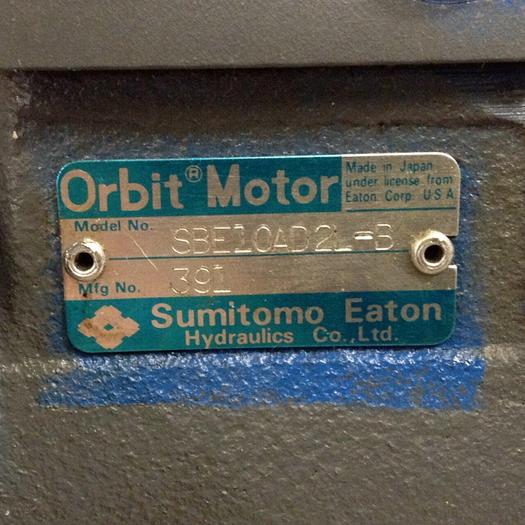 Orbit® Motor
Made in Japan
under license from
Eaton Corp. U S A
Model No. SBE10AD2L-B
Mfg No. 391
Sumitomo Eaton
Hydraulics Co.,Ltd.